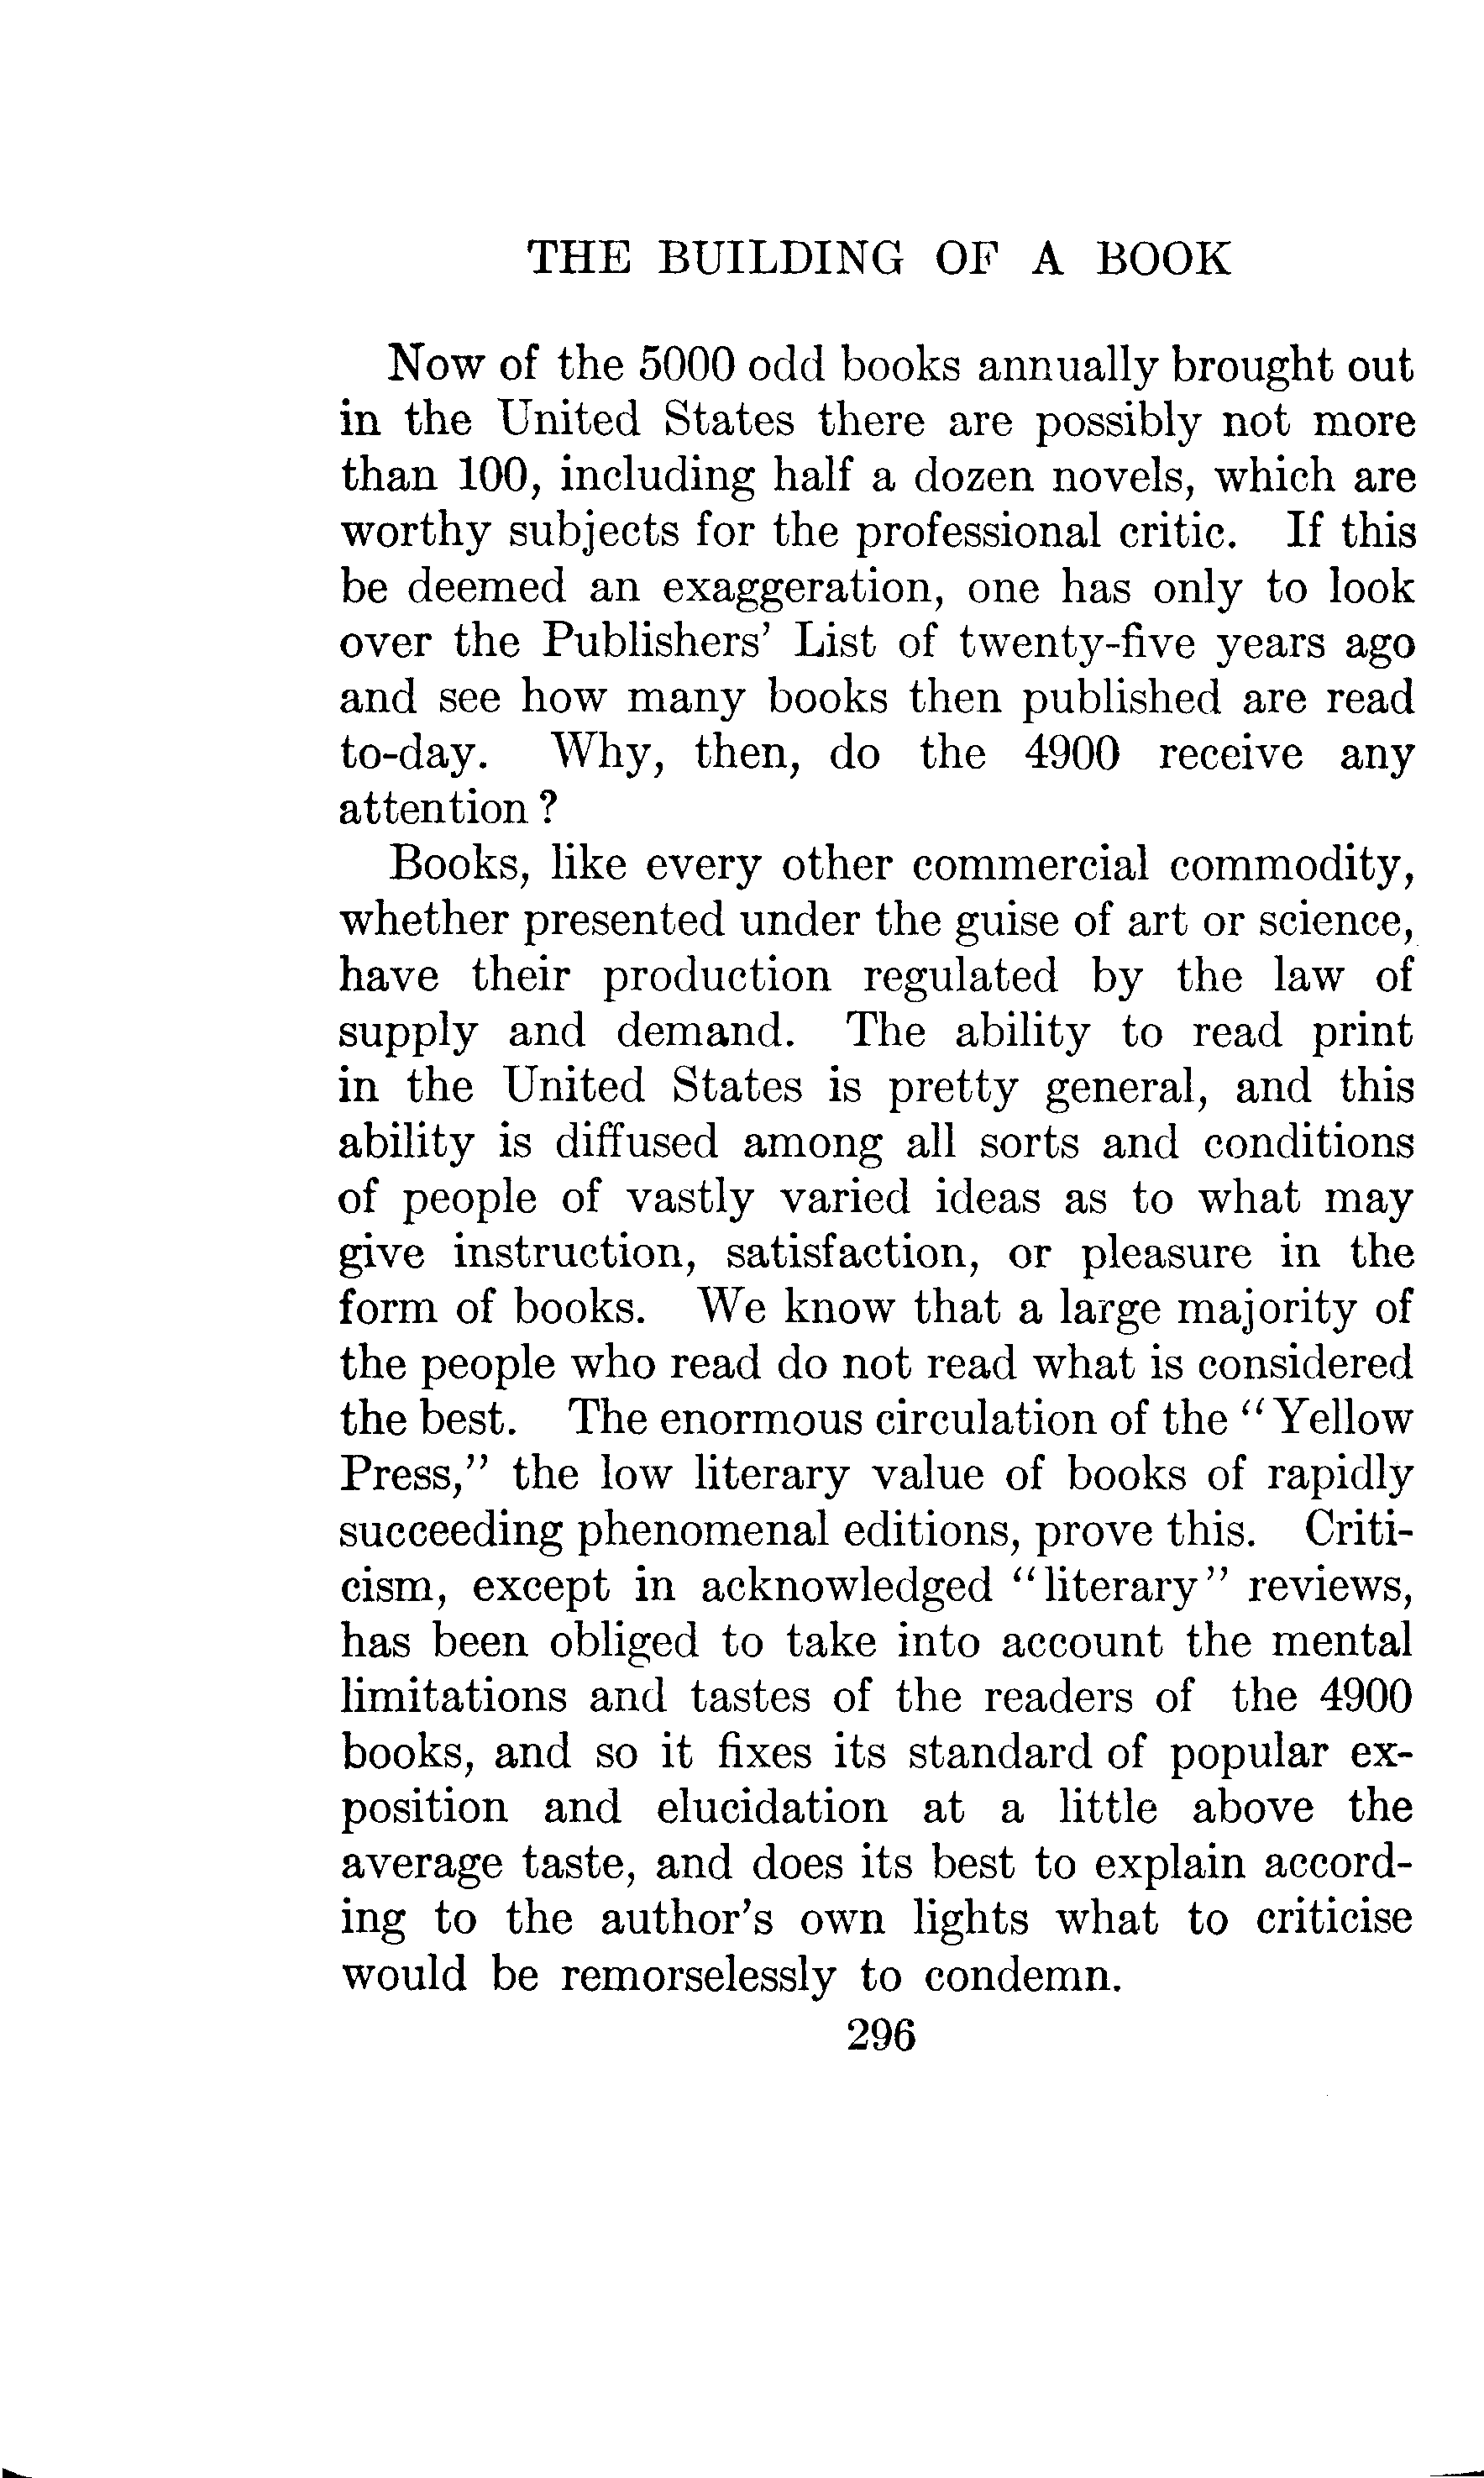 THE BUILDING OF A BOOK
Now of the 5000 odd books annually brought out
in the United States there are possibly not more
than 100, including half a dozen novels, which are
worthy subjects for the professional critic. If this
be deemed an exaggeration, one has only to look
over the Publishers' List of twenty-five years ago
and see how many books then published are read
to-day. Why, then, do the 4900 receive any
attention?
Books, like every other commercial commodity,
whether presented under the guise of art or science,
have their production regulated by the law of
supply and demand. The ability to read print
in the United States is pretty general, and this
ability is diffused among all sorts and conditions
of people of vastly varied ideas as to what may
give instruction, satisfaction, or pleasure in the
form of books. We know that a large majority of
the people who read do not read what is considered
the best. The enormous circulation of the "Yellow
Press," the low literary value of books of rapidly
succeeding phenomenal editions, prove this. Criti-
cism, except in acknowledged "literary" reviews,
has been obliged to take into account the mental
limitations and tastes of the readers of the 4900
books, and so it fixes its standard of popular ex-
position and elucidation at a little above the
average taste, and does its best to explain accord-
ing to the author's own lights what to criticise
would be remorselessly to condemn.
296